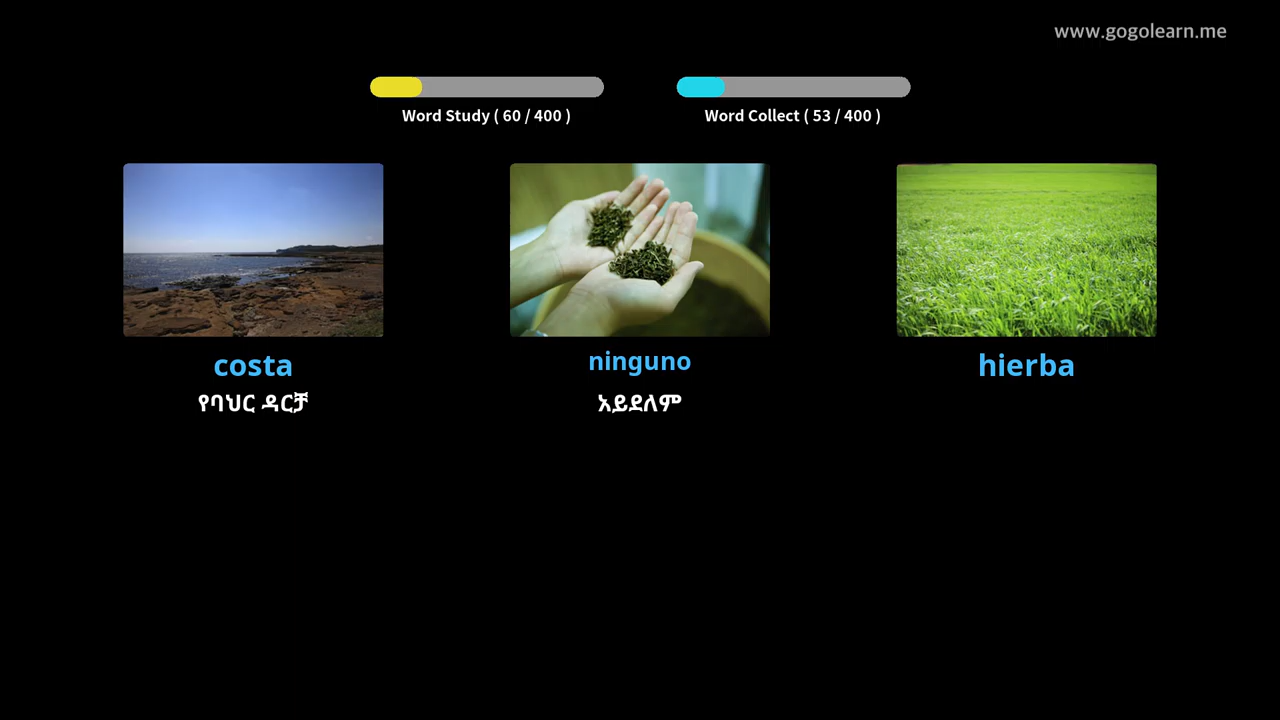 www.gogolearn.me
Word Study ( 60 / 400 )
Word Collect ( 53 / 400 )
costa
ninguno
hierba
የባህር ዳርቻ
አይደለም